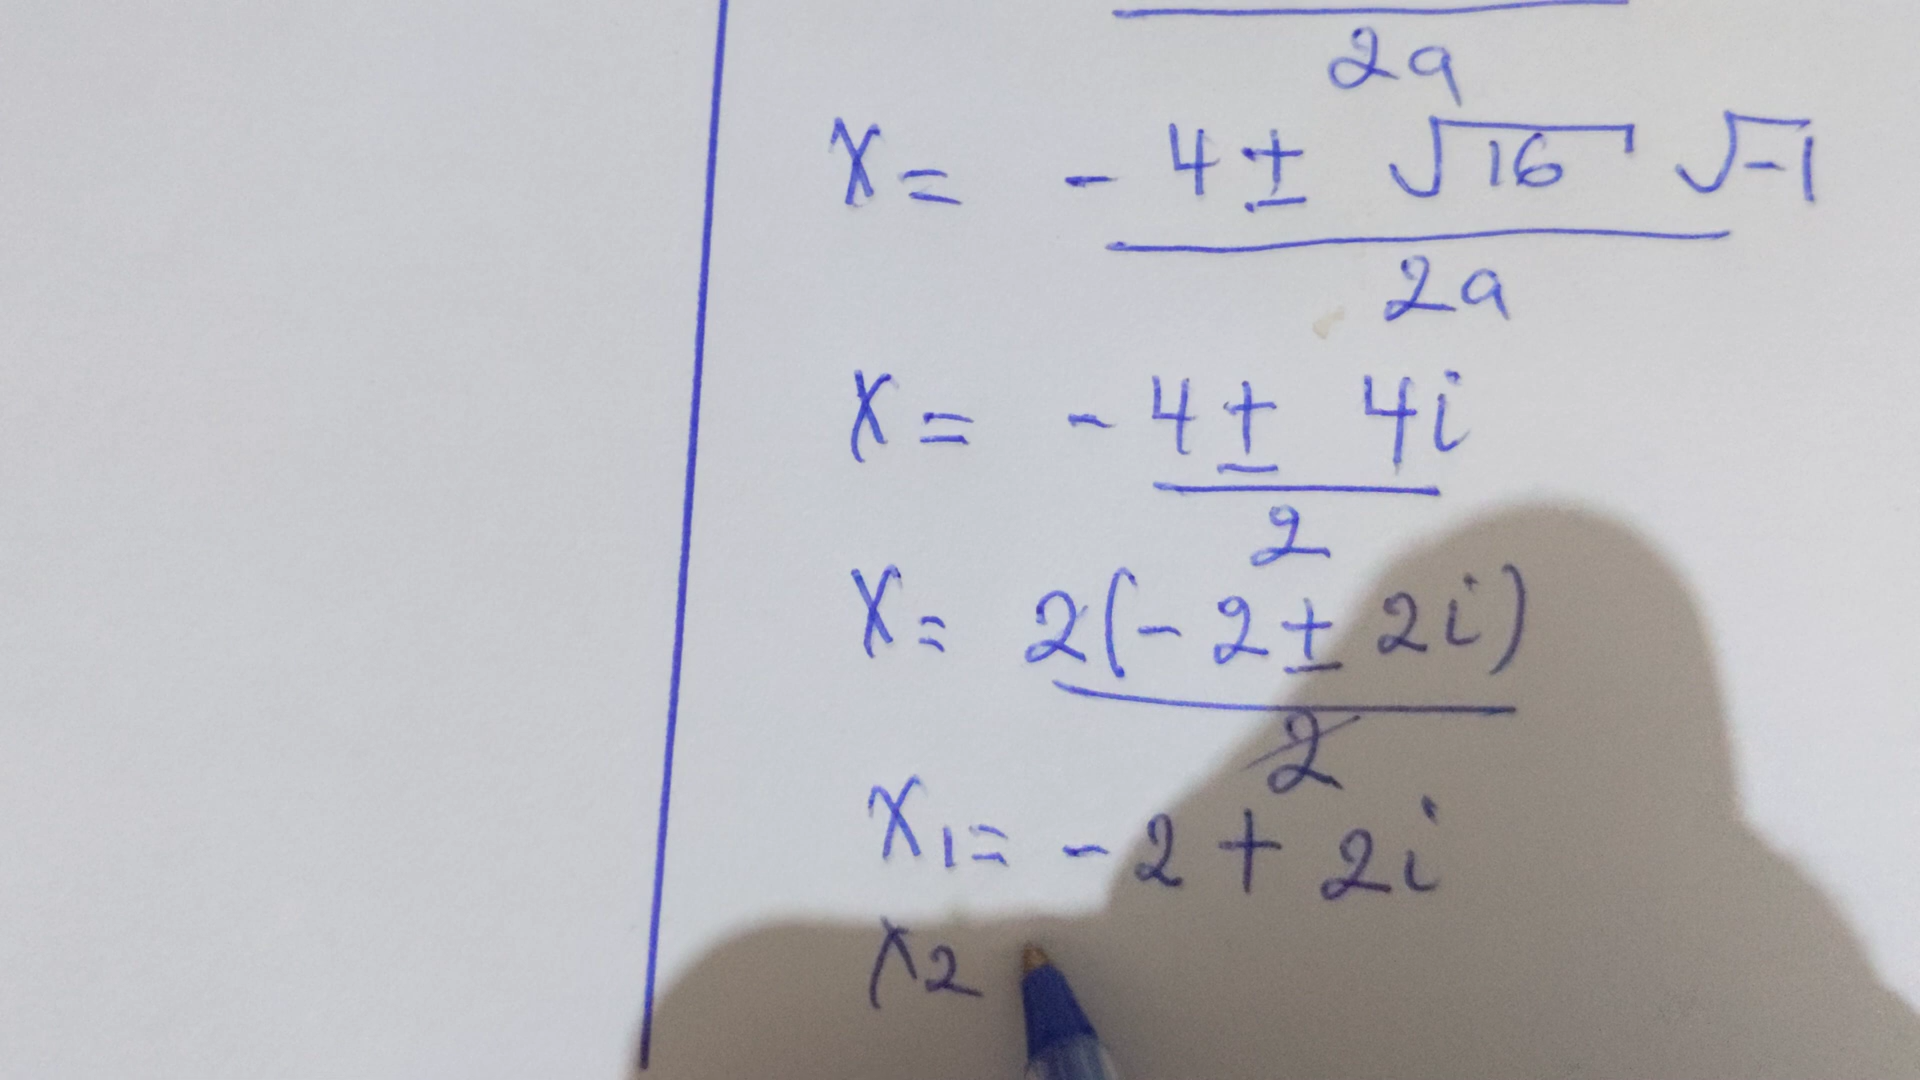 2a
x = - 4 ± √16 √-1
2a
x = - 4 ± 4i
2
x = 2(-2 ± 2i)
2
x1 = -2 + 2i
x2